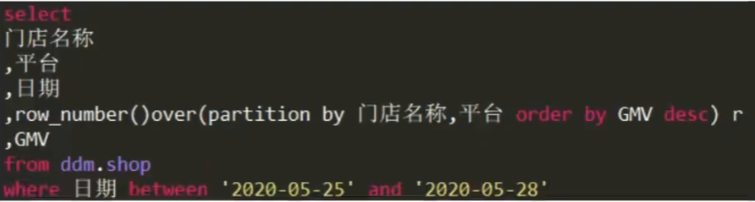 select
门店名称
,平台
,日期
,row_number()over(partition by 门店名称,平台 order by GMV desc) r
,GMV
from ddm.shop
where 日期 between '2020-05-25' and '2020-05-28'